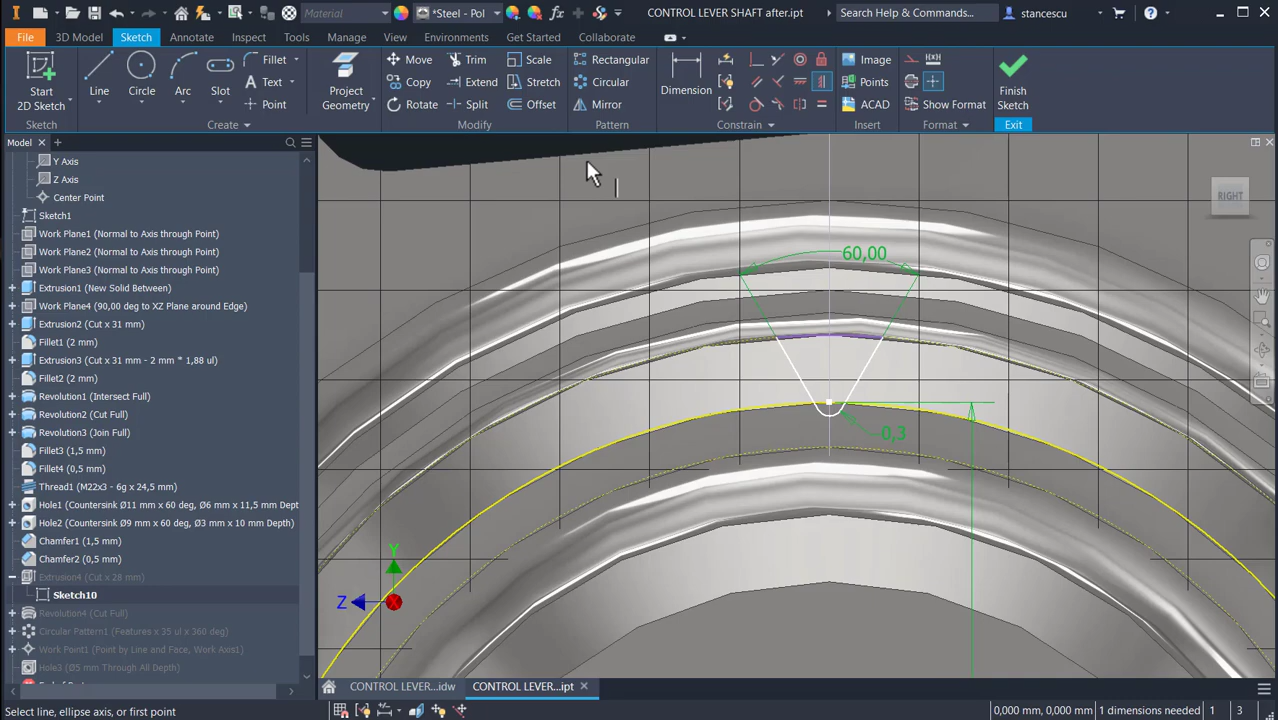 Material
*Steel - Pol
CONTROL LEVER SHAFT after.ipt
Search Help & Commands...
stancescu
File
3D Model
Sketch
Annotate
Inspect
Tools
Manage
View
Environments
Get Started
Collaborate
Start
2D Sketch
Line
Circle
Arc
Slot
Fillet
Text
Point
Project
Geometry
Move
Copy
Rotate
Trim
Extend
Split
Scale
Stretch
Offset
Rectangular
Circular
Mirror
Dimension
Image
Points
ACAD
Show Format
Finish
Sketch
Sketch
Create
Modify
Pattern
Constrain
Insert
Format
Exit
Model
Y Axis
Z Axis
Center Point
Sketch1
Work Plane1 (Normal to Axis through Point)
Work Plane2 (Normal to Axis through Point)
Work Plane3 (Normal to Axis through Point)
Extrusion1 (New Solid x 51 mm)
Work Plane4 (90,00 deg to XZ Plane around Edge)
Extrusion2 (Cut x 31 mm)
Fillet1 (2 mm)
Extrusion3 (Cut x 31 mm - 2 mm * 1,88 ul)
Fillet2 (2 mm)
Revolution1 (Intersect Full)
Revolution2 (Cut Full)
Revolution3 (Join Full)
Fillet3 (1,5 mm)
Fillet4 (0,5 mm)
Thread1 (M22x3 - 6g x 24,5 mm)
Hole1 (Countersink Ø11 mm x 60 deg, Ø6 mm x 11,5 mm Dept
Hole2 (Countersink Ø9 mm x 60 deg, Ø3 mm x 10 mm Depth)
Chamfer1 (1,5 mm)
Chamfer2 (0,5 mm)
Extrusion4 (Cut x 28 mm)
Sketch10
Revolution4 (Cut Full)
Circular Pattern1 (Features x 35 ul x 360 deg)
Work Point1 (Point by Line and Face, Work Axis1)
Hole3 (Ø5 mm Through All Depth)
60,00
0,3
RIGHT
Y
Z
CONTROL LEVER...idw
CONTROL LEVER...ipt
Select line, ellipse axis, or first point
0,000 mm, 0,000 mm
1 dimensions needed
1
3